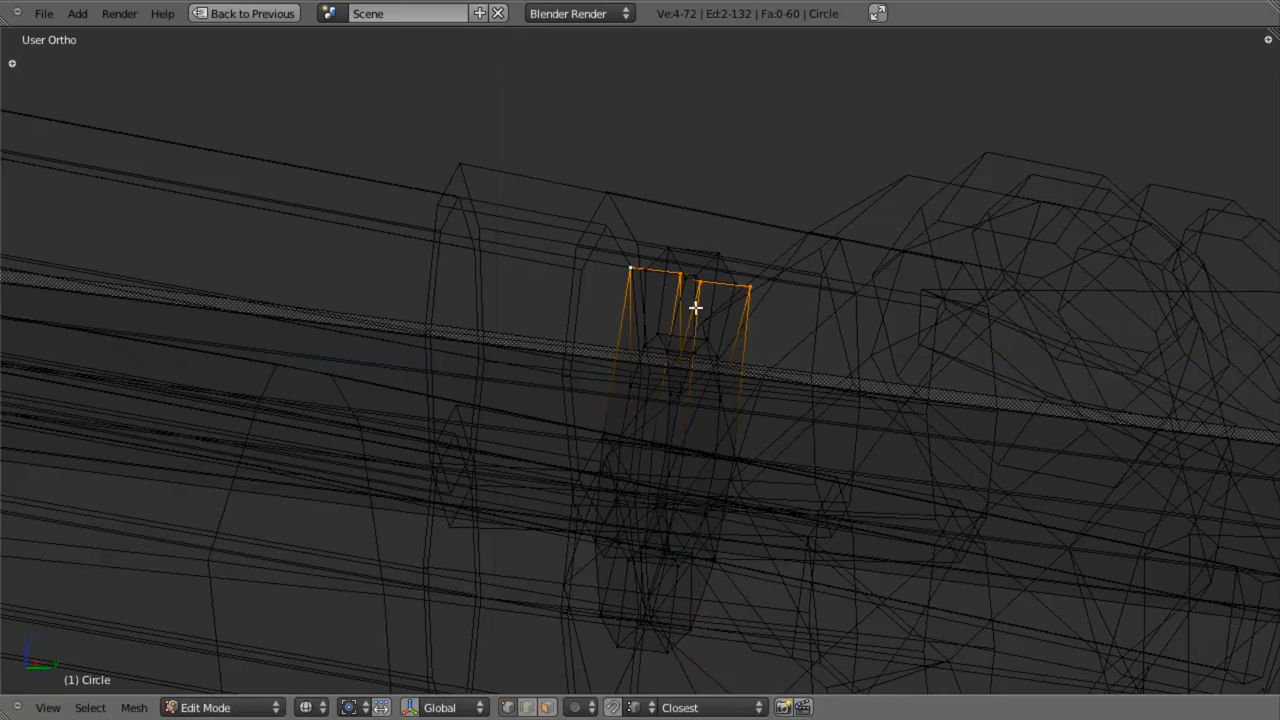 File Add Render Help Back to Previous Scene Blender Render Ve:4-72 | Ed:2-132 | Fa:0-60 | Circle
User Ortho
(1) Circle
View Select Mesh Edit Mode Global Closest